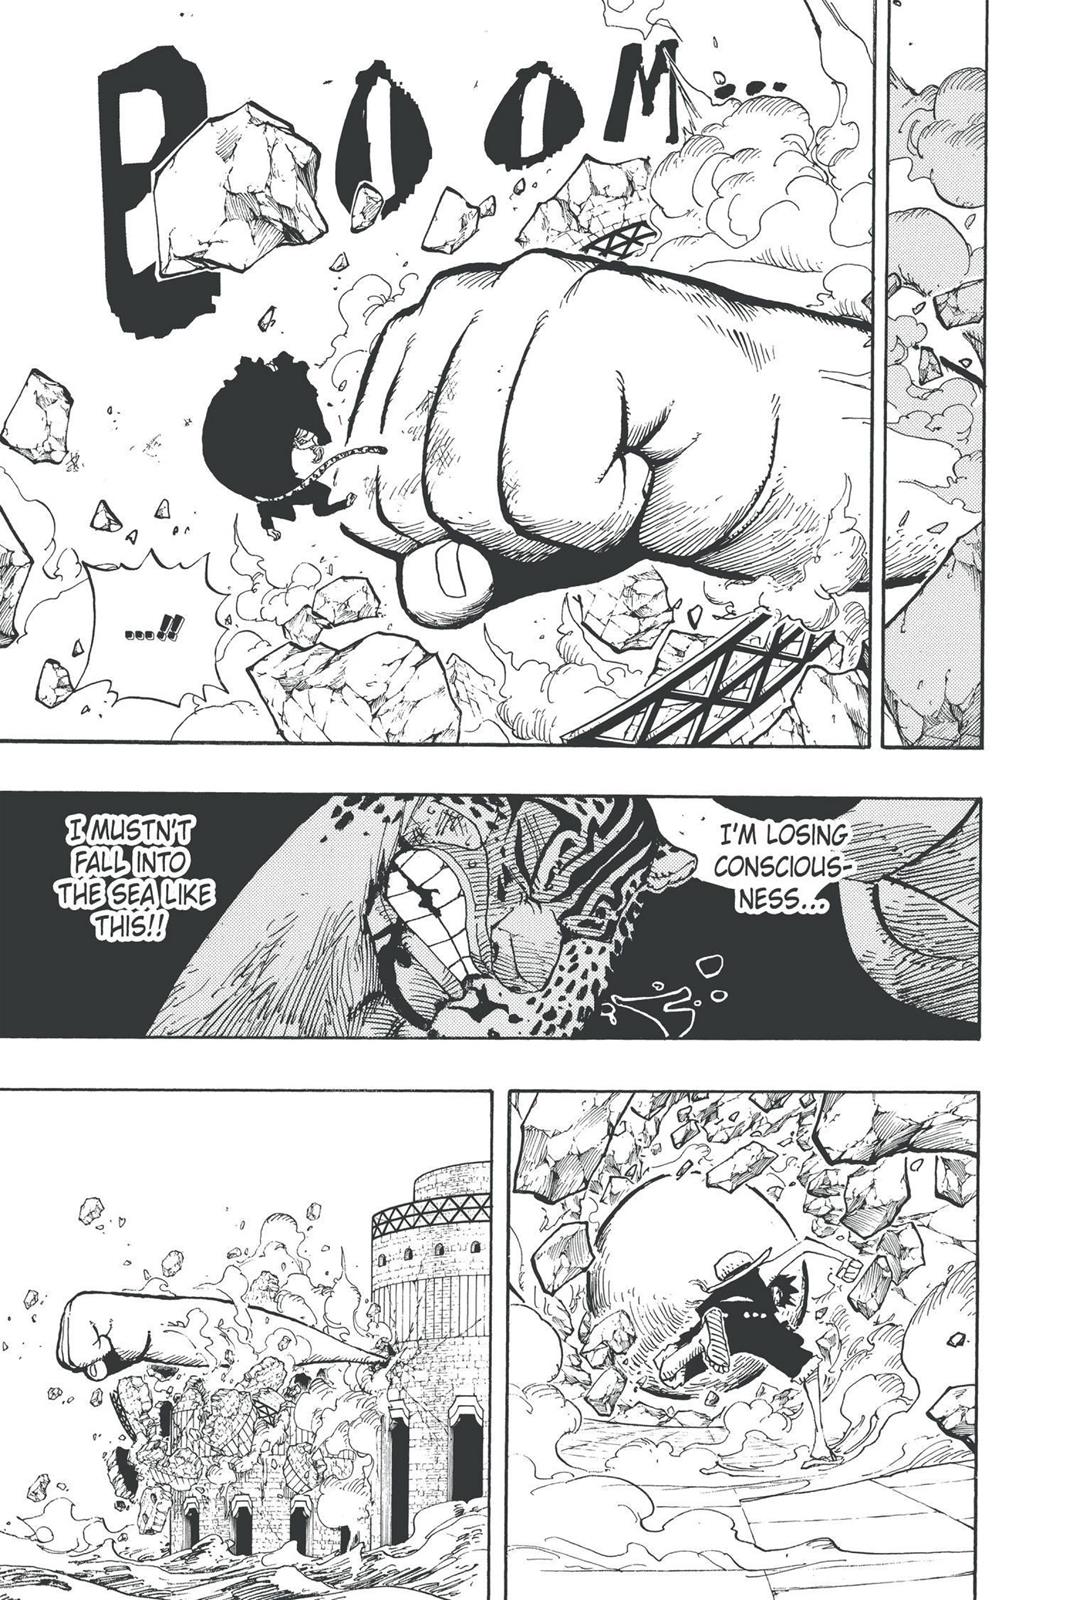 BOOM...
...!!
I'M LOSING
CONSCIOUS-
NESS...
I MUSTN'T
FALL INTO
THE SEA LIKE
THIS!!